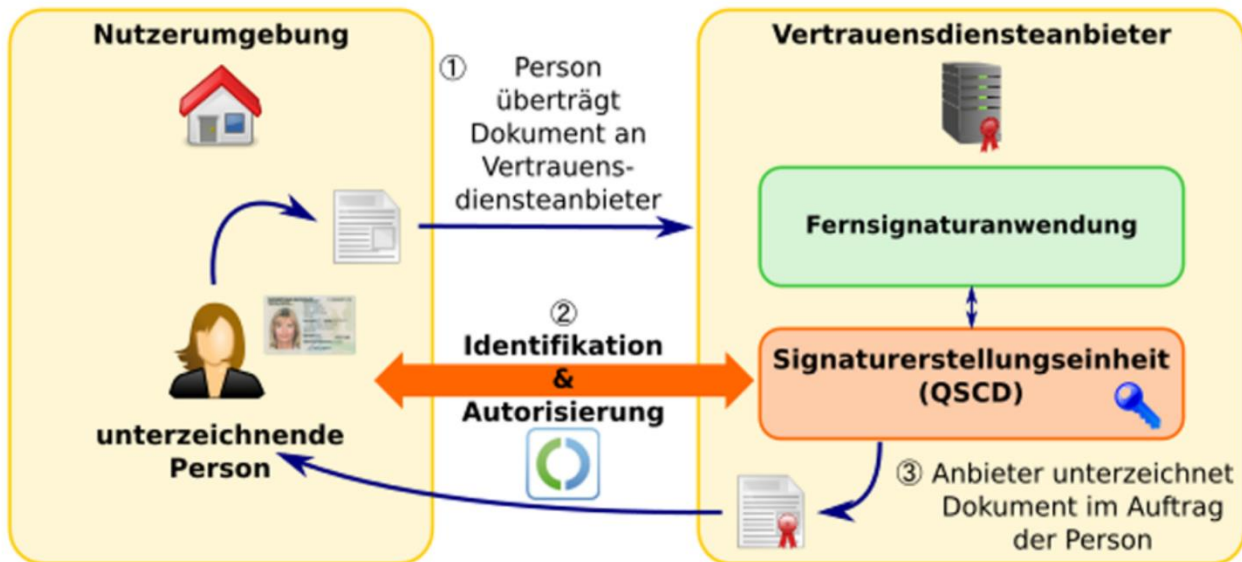 Nutzerumgebung
① Person
überträgt
Dokument an
Vertrauens-
diensteanbieter
Vertrauensdiensteanbieter
Fernsignaturanwendung
②
Identifikation
&
Autorisierung
Signaturerstellungseinheit
(QSCD)
unterzeichnende
Person
③ Anbieter unterzeichnet
Dokument im Auftrag
der Person